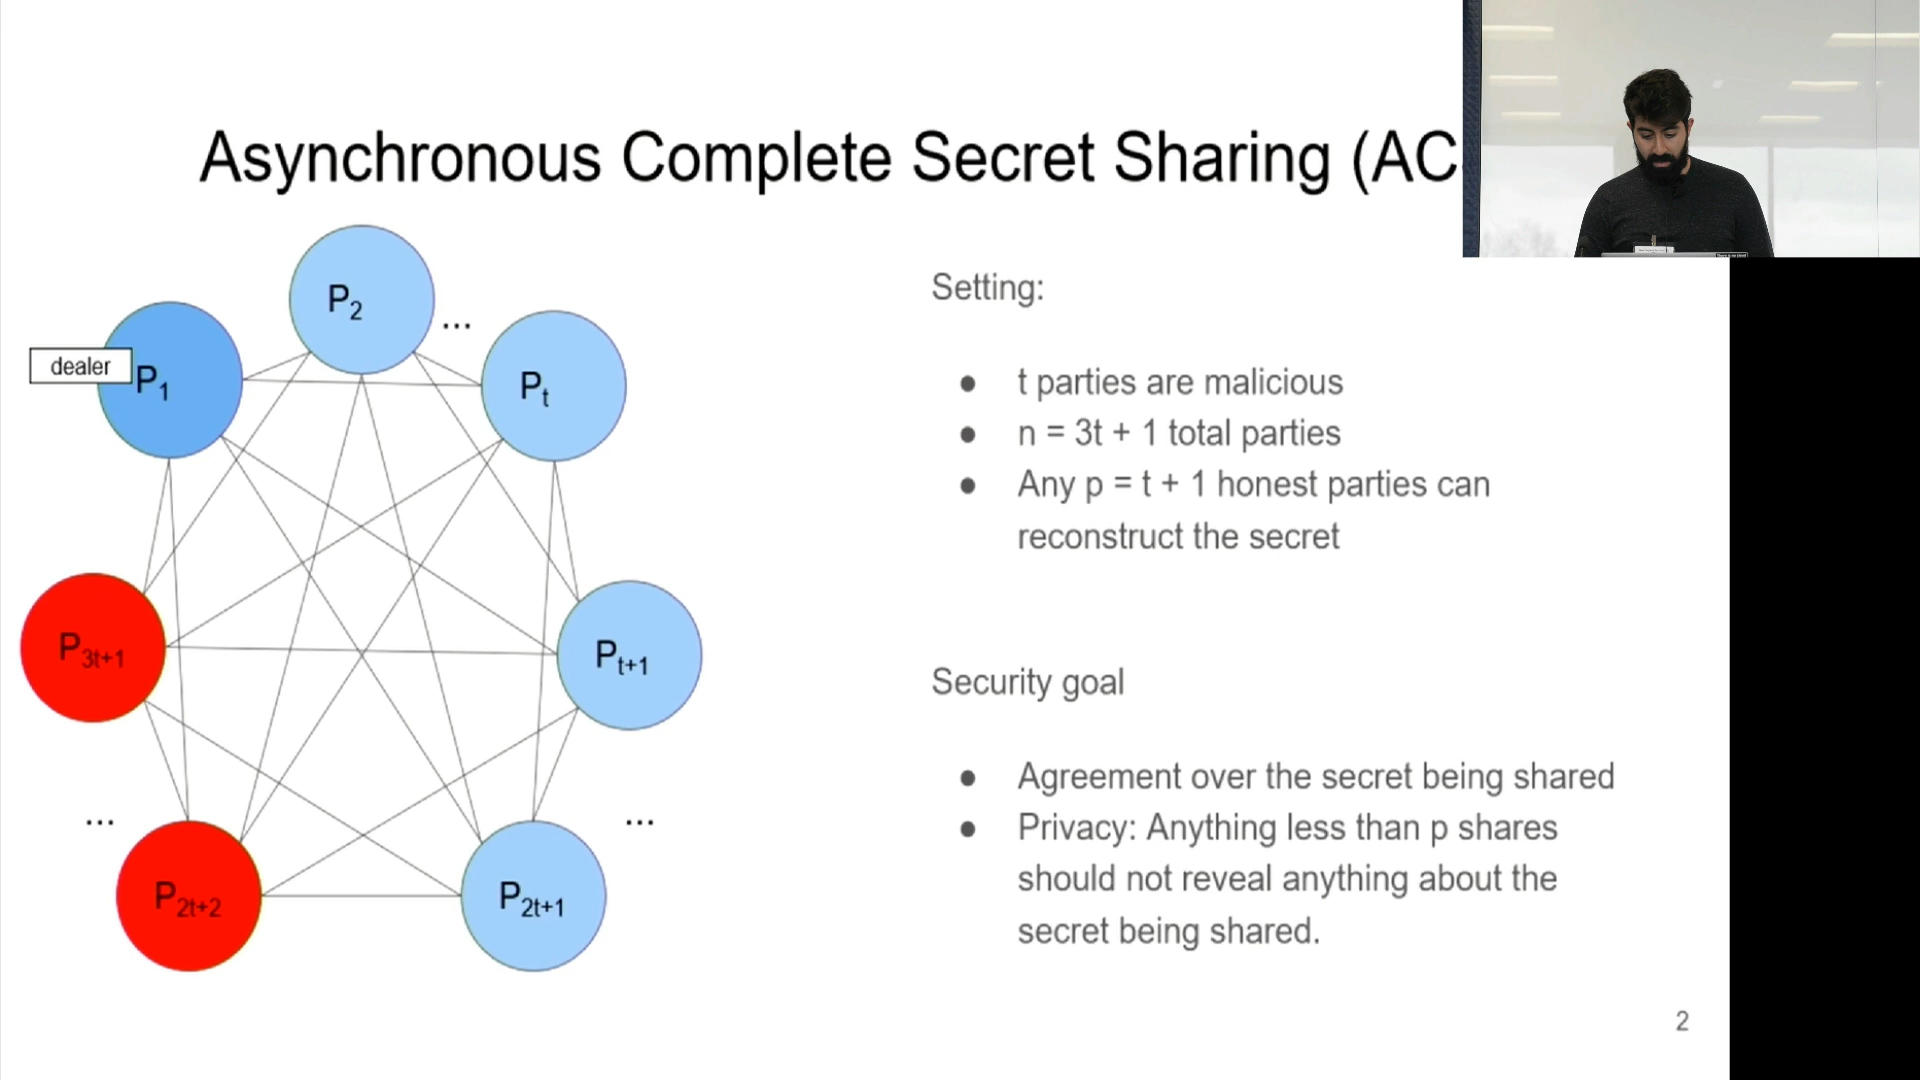 Asynchronous Complete Secret Sharing (AC
P2
...
Pt
dealer
P1
P3t+1
Pt+1
...
P2t+2
P2t+1
...
Setting:
● t parties are malicious
● n = 3t + 1 total parties
● Any p = t + 1 honest parties can
reconstruct the secret
Security goal
● Agreement over the secret being shared
● Privacy: Anything less than p shares
should not reveal anything about the
secret being shared.
2